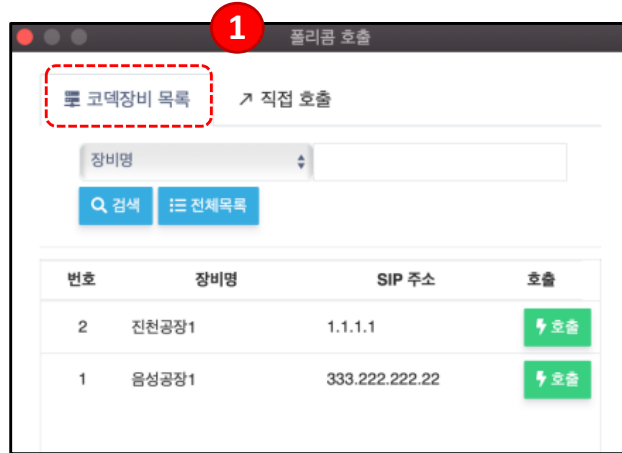 1
폴리콤 호출
코덱장비 목록 직접 호출
장비명
검색 전체목록
번호 장비명 SIP 주소 호출
2 진천공장1 1.1.1.1 호출
1 음성공장1 333.222.222.22 호출